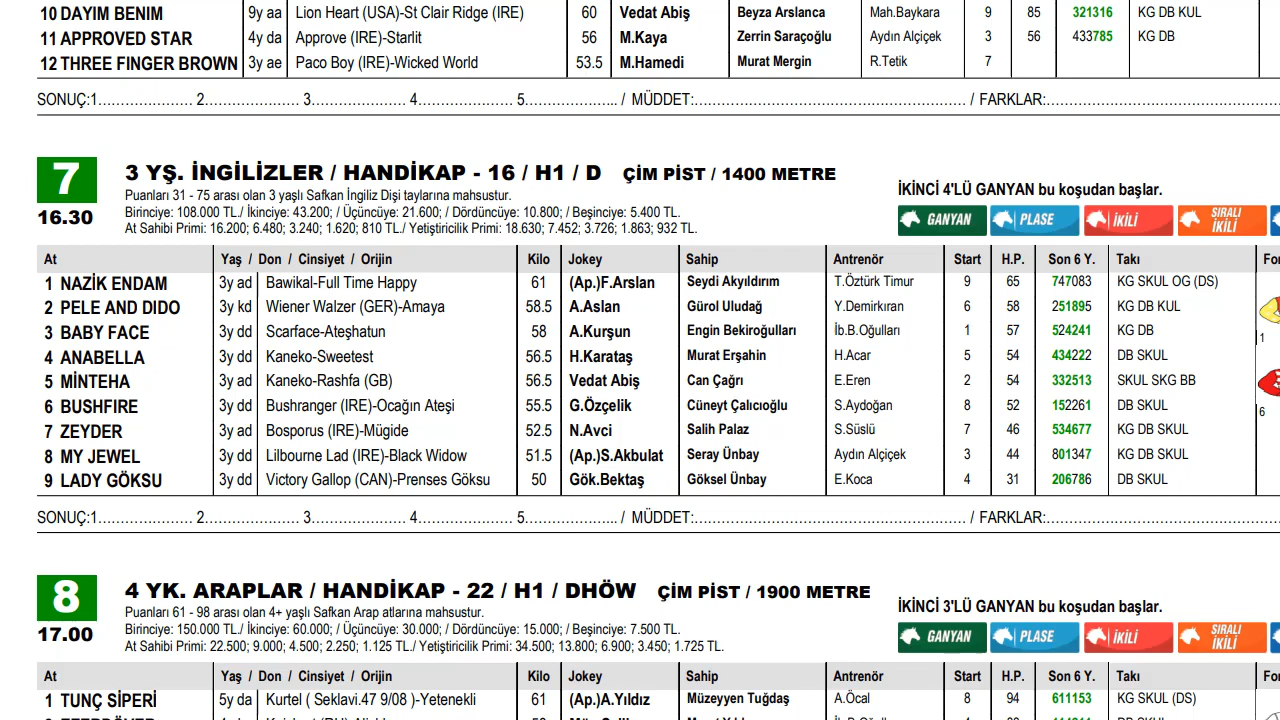 10 DAYIM BENIM 9y aa Lion Heart (USA)-St Clair Ridge (IRE) 60 Vedat Abiş Beyza Arslanca Mah.Baykara 9 85 321316 KG DB KUL
11 APPROVED STAR 4y da Approve (IRE)-Starlit 56 M.Kaya Zerrin Saraçoğlu Aydın Alçiçek 3 56 433785 KG DB
12 THREE FINGER BROWN 3y ae Paco Boy (IRE)-Wicked World 53.5 M.Hamedi Murat Mergin R.Tetik 7
SONUÇ:1..................... 2..................... 3..................... 4..................... 5..................... / MÜDDET:............................................................ / FARKLAR:....................................................
7 3 YŞ. İNGİLİZLER / HANDİKAP - 16 / H1 / D ÇİM PİST / 1400 METRE
Puanları 31 - 75 arası olan 3 yaşlı Safkan İngiliz Dişi taylarına mahsustur.
İKİNCİ 4'LÜ GANYAN bu koşudan başlar.
16.30 Birinciye: 108.000 TL./ İkinciye: 43.200; / Üçüncüye: 21.600; / Dördüncüye: 10.800; / Beşinciye: 5.400 TL.
At Sahibi Primi: 16.200; 6.480; 3.240; 1.620; 810 TL./ Yetiştiricilik Primi: 18.630; 7.452; 3.726; 1.863; 932 TL.
GANYAN PLASE İKİLİ SIRALI İKİLİ
At Yaş / Don / Cinsiyet / Orijin Kilo Jokey Sahip Antrenör Start H.P. Son 6 Y. Takı For
1 NAZİK ENDAM 3y ad Bawikal-Full Time Happy 61 (Ap.)F.Arslan Seydi Akyıldırım T.Öztürk Timur 9 65 747083 KG SKUL OG (DS)
2 PELE AND DIDO 3y kd Wiener Walzer (GER)-Amaya 58.5 A.Aslan Gürol Uludağ Y.Demirkıran 6 58 251895 KG DB KUL
3 BABY FACE 3y dd Scarface-Ateşhatun 58 A.Kurşun Engin Bekiroğulları İb.B.Oğulları 1 57 524241 KG DB 1
4 ANABELLA 3y dd Kaneko-Sweetest 56.5 H.Karataş Murat Erşahin H.Acar 5 54 434222 DB SKUL
5 MİNTEHA 3y ad Kaneko-Rashfa (GB) 56.5 Vedat Abiş Can Çağrı E.Eren 2 54 332513 SKUL SKG BB
6 BUSHFIRE 3y dd Bushranger (IRE)-Ocağın Ateşi 55.5 G.Özçelik Cüneyt Çalıcıoğlu S.Aydoğan 8 52 152261 DB SKUL 6
7 ZEYDER 3y ad Bosporus (IRE)-Mügide 52.5 N.Avci Salih Palaz S.Süslü 7 46 534677 KG DB SKUL
8 MY JEWEL 3y dd Lilbourne Lad (IRE)-Black Widow 51.5 (Ap.)S.Akbulat Seray Ünbay Aydın Alçiçek 3 44 801347 KG DB SKUL
9 LADY GÖKSU 3y dd Victory Gallop (CAN)-Prenses Göksu 50 Gök.Bektaş Göksel Ünbay E.Koca 4 31 206786 DB SKUL
SONUÇ:1..................... 2..................... 3..................... 4..................... 5..................... / MÜDDET:............................................................ / FARKLAR:....................................................
8 4 YK. ARAPLAR / HANDİKAP - 22 / H1 / DHÖW ÇİM PİST / 1900 METRE
Puanları 61 - 98 arası olan 4+ yaşlı Safkan Arap atlarına mahsustur.
İKİNCİ 3'LÜ GANYAN bu koşudan başlar.
17.00 Birinciye: 150.000 TL./ İkinciye: 60.000; / Üçüncüye: 30.000; / Dördüncüye: 15.000; / Beşinciye: 7.500 TL.
At Sahibi Primi: 22.500; 9.000; 4.500; 2.250; 1.125 TL./ Yetiştiricilik Primi: 34.500; 13.800; 6.900; 3.450; 1.725 TL.
GANYAN PLASE İKİLİ SIRALI İKİLİ
At Yaş / Don / Cinsiyet / Orijin Kilo Jokey Sahip Antrenör Start H.P. Son 6 Y. Takı For
1 TUNÇ SİPERİ 5y da Kurtel ( Seklavi.47 9/08 )-Yetenekli 61 (Ap.)A.Yıldız Müzeyyen Tuğdaş A.Öcal 8 94 611153 KG SKUL (DS)